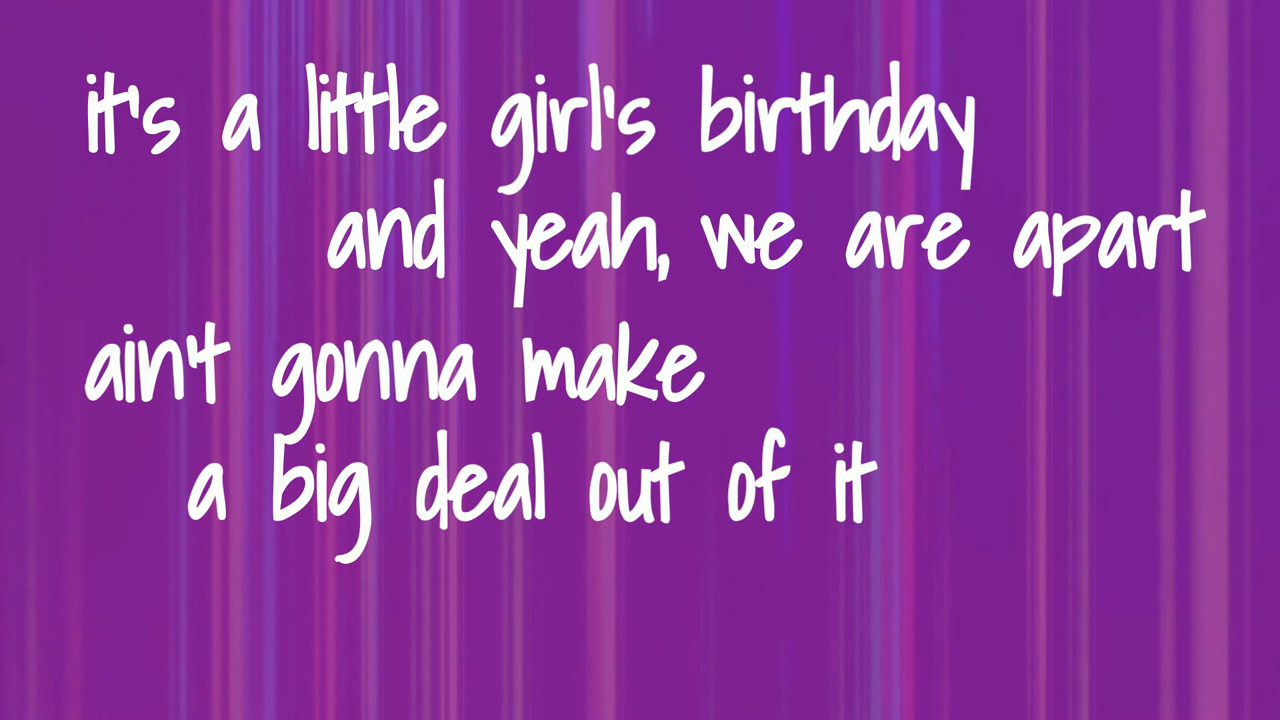 it's a little girl's birthday
and yeah, we are apart
ain't gonna make
a big deal out of it